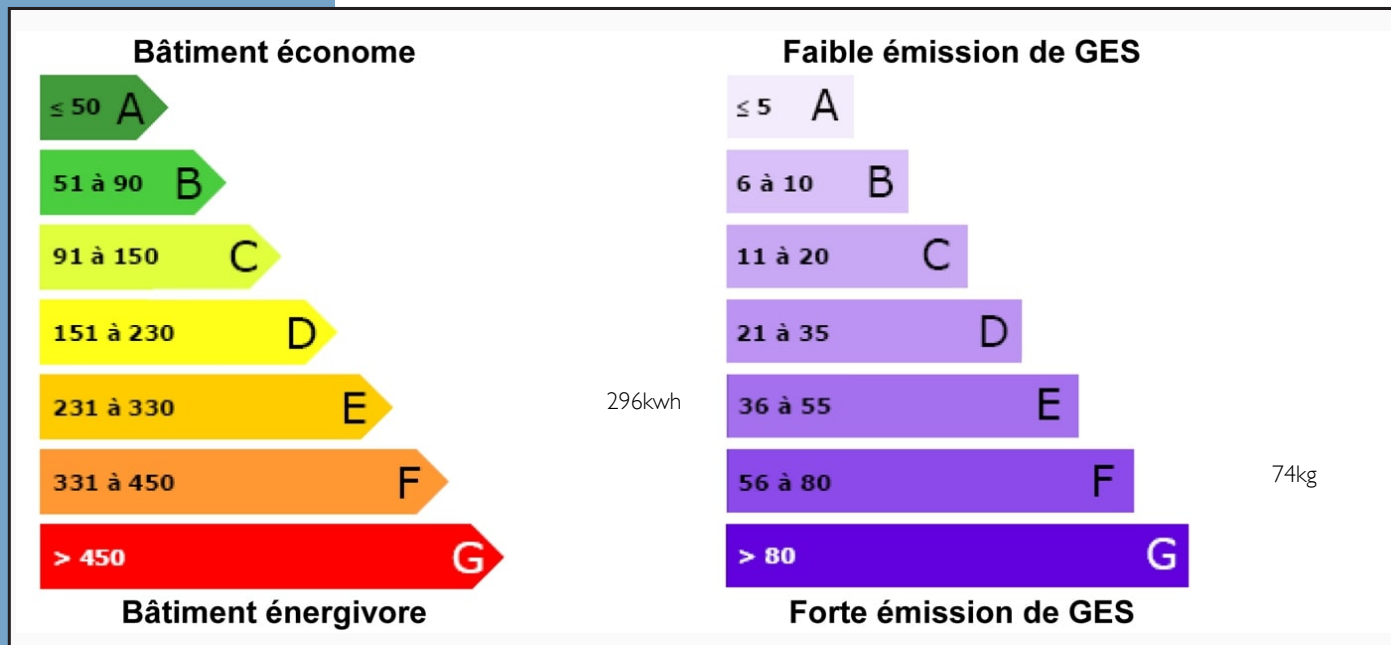 Bâtiment économe
≤ 50 A
51 à 90 B
91 à 150 C
151 à 230 D
231 à 330 E
296kwh
331 à 450 F
> 450 G
Bâtiment énergivore
Faible émission de GES
≤ 5 A
6 à 10 B
11 à 20 C
21 à 35 D
36 à 55 E
56 à 80 F
74kg
> 80 G
Forte émission de GES